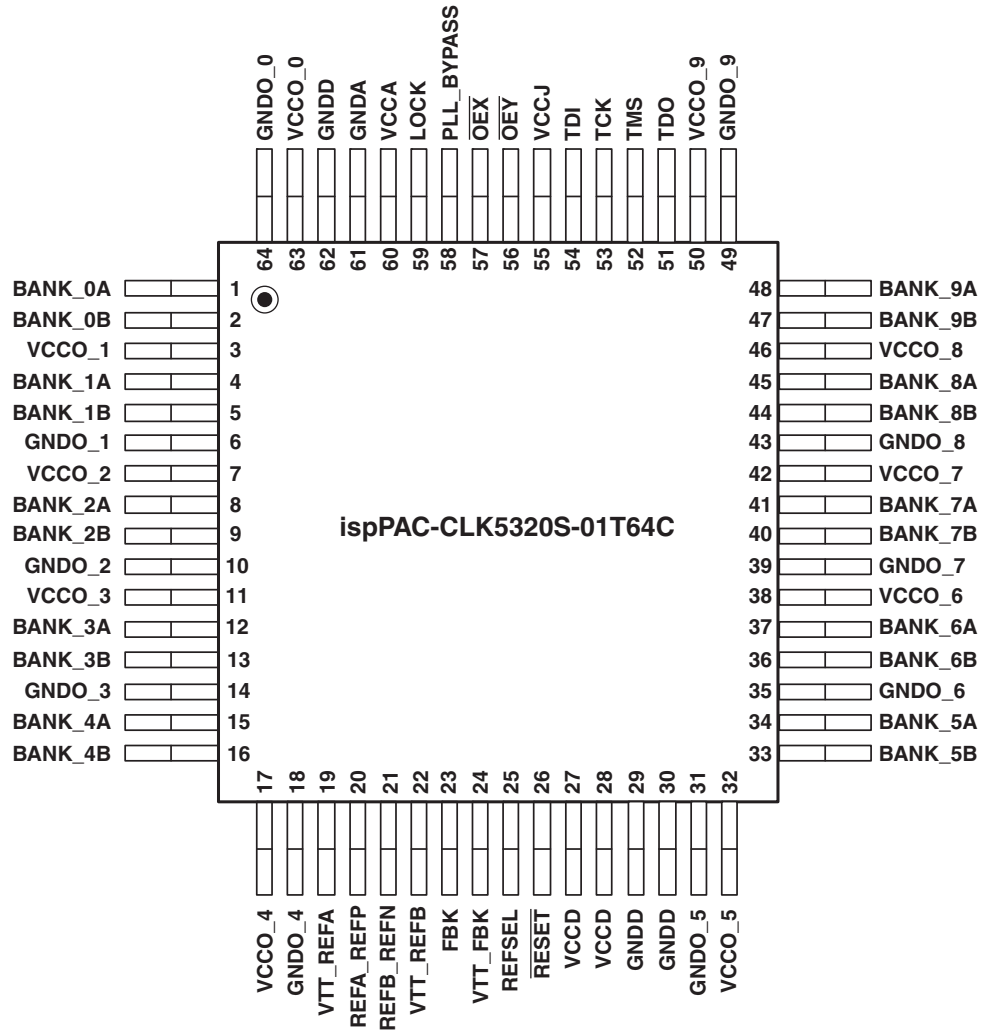 GNDO_0
VCCO_0
GNDD
GNDA
VCCA
LOCK
PLL_BYPASS
OEX
OEY
VCCJ
TDI
TCK
TMS
TDO
VCCO_9
GNDO_9
64
63
62
61
60
59
58
57
56
55
54
53
52
51
50
49
BANK_0A 1
BANK_0B 2
VCCO_1 3
BANK_1A 4
BANK_1B 5
GNDO_1 6
VCCO_2 7
BANK_2A 8
BANK_2B 9
GNDO_2 10
VCCO_3 11
BANK_3A 12
BANK_3B 13
GNDO_3 14
BANK_4A 15
BANK_4B 16
ispPAC-CLK5320S-01T64C
48 BANK_9A
47 BANK_9B
46 VCCO_8
45 BANK_8A
44 BANK_8B
43 GNDO_8
42 VCCO_7
41 BANK_7A
40 BANK_7B
39 GNDO_7
38 VCCO_6
37 BANK_6A
36 BANK_6B
35 GNDO_6
34 BANK_5A
33 BANK_5B
17
18
19
20
21
22
23
24
25
26
27
28
29
30
31
32
VCCO_4
GNDO_4
VTT_REFA
REFA_REFP
REFB_REFN
VTT_REFB
FBK
VTT_FBK
REFSEL
RESET
VCCD
VCCD
GNDD
GNDD
GNDO_5
VCCO_5